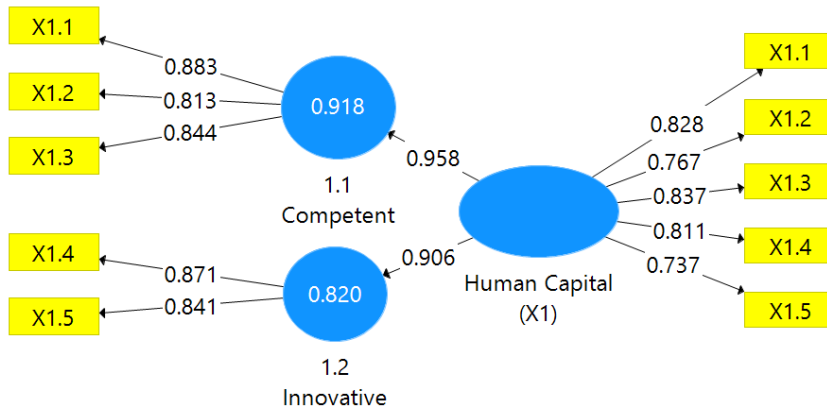 X1.1
0.883
X1.2
0.813
X1.3
0.844
0.918
1.1
Competent
0.958
X1.4
0.871
X1.5
0.841
0.820
1.2
Innovative
0.906
Human Capital
(X1)
X1.1
0.828
X1.2
0.767
X1.3
0.837
X1.4
0.811
X1.5
0.737